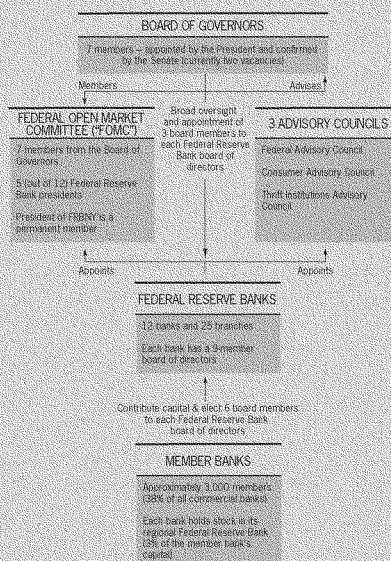 BOARD OF GOVERNORS
7 members – appointed by the President and confirmed
by the Senate (currently two vacancies)
Members
Advises
FEDERAL OPEN MARKET
COMMITTEE ("FOMC")
7 members from the Board of
Governors
5 (out of 12) Federal Reserve
Bank presidents
President of FRBNY is a
permanent member
Broad oversight
and appointment of
3 board members to
each Federal Reserve
Bank board of
directors
3 ADVISORY COUNCILS
Federal Advisory Council
Consumer Advisory Council
Thrift Institutions Advisory
Council
Appoints
Appoints
FEDERAL RESERVE BANKS
12 banks and 25 branches
Each bank has a 9-member
board of directors
Contribute capital & elect 6 board members
to each Federal Reserve Bank
board of directors
MEMBER BANKS
Approximately 3,000 members
(38% of all commercial banks)
Each bank holds stock in its
regional Federal Reserve Bank
(3% of the member bank's
capital)